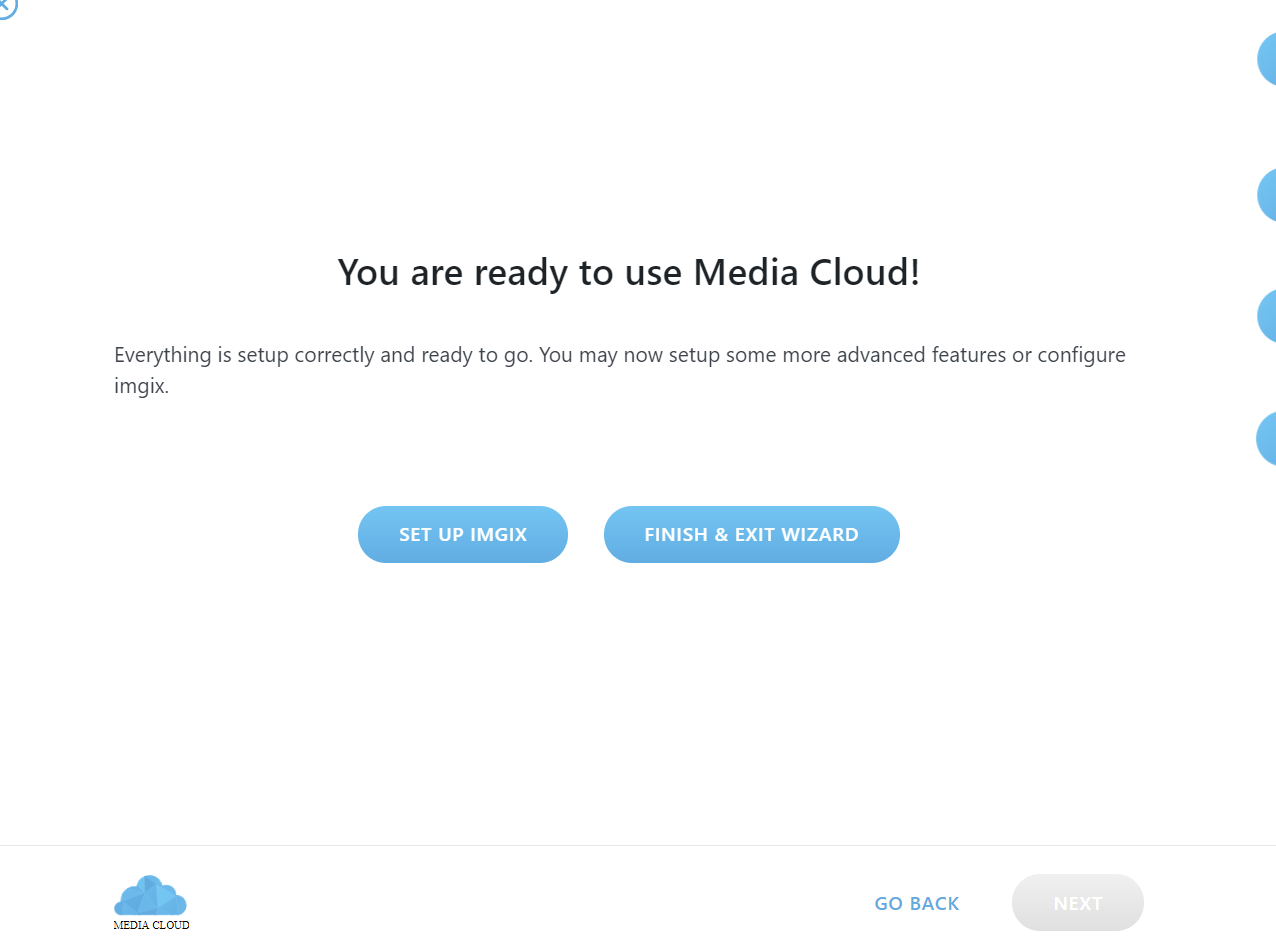 You are ready to use Media Cloud!
Everything is setup correctly and ready to go. You may now setup some more advanced features or configure
imgix.
SET UP IMGIX
FINISH & EXIT WIZARD
MEDIA CLOUD
GO BACK
NEXT